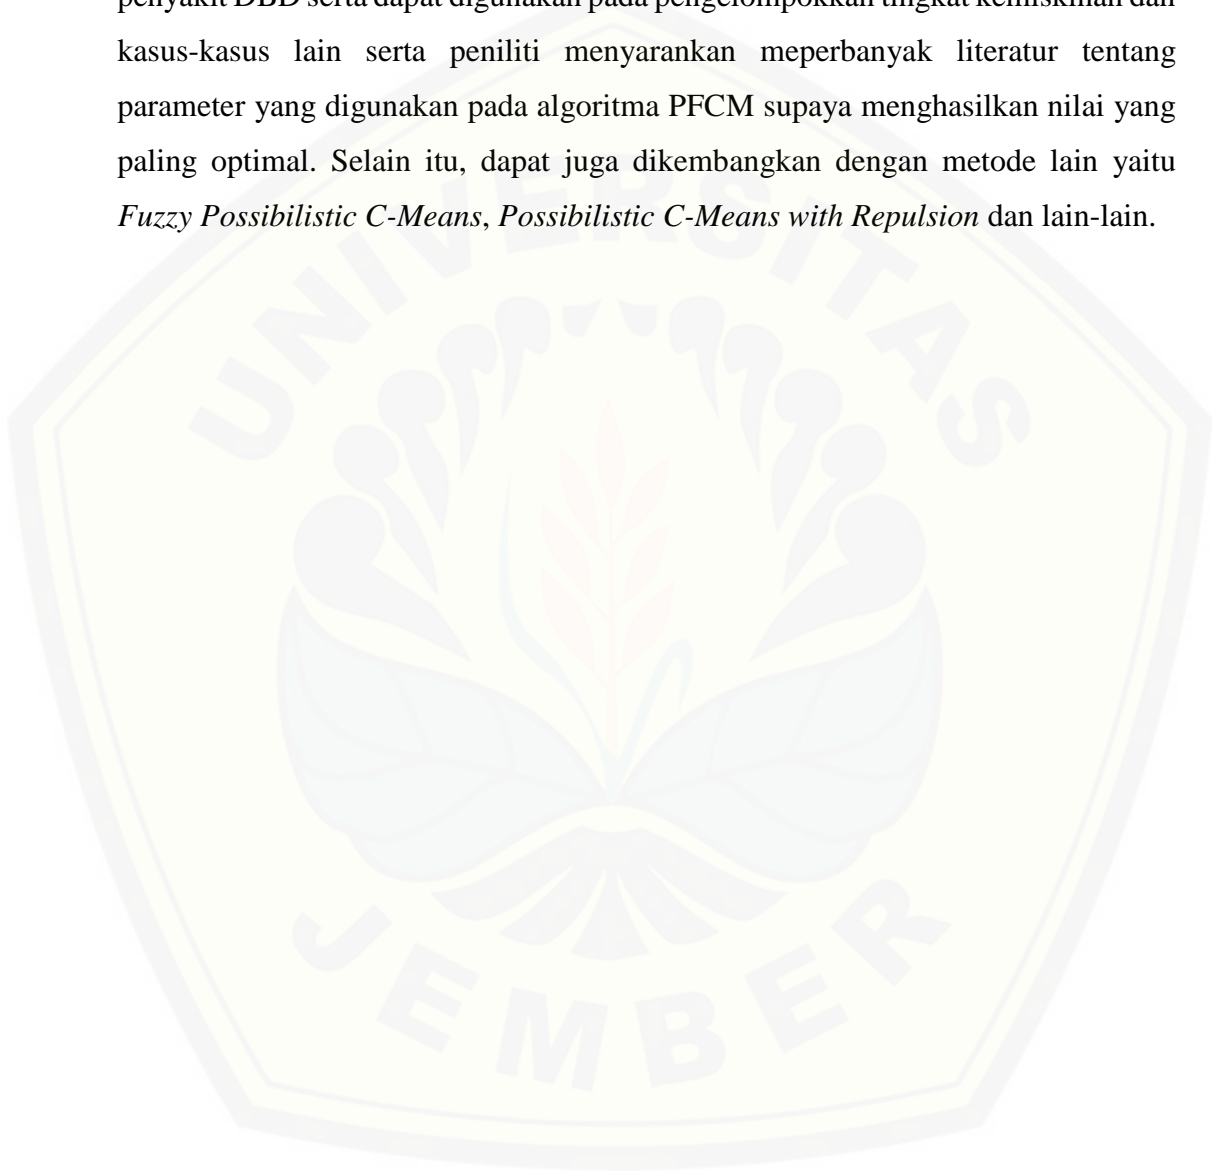 penyakit DBD serta dapat digunakan pada pengelompokkan tingkat kemiskinan dan
kasus-kasus lain serta peniliti menyarankan meperbanyak literatur tentang
parameter yang digunakan pada algoritma PFCM supaya menghasilkan nilai yang
paling optimal. Selain itu, dapat juga dikembangkan dengan metode lain yaitu
Fuzzy Possibilistic C-Means, Possibilistic C-Means with Repulsion dan lain-lain.
UNIVERSITAS
JEMBER